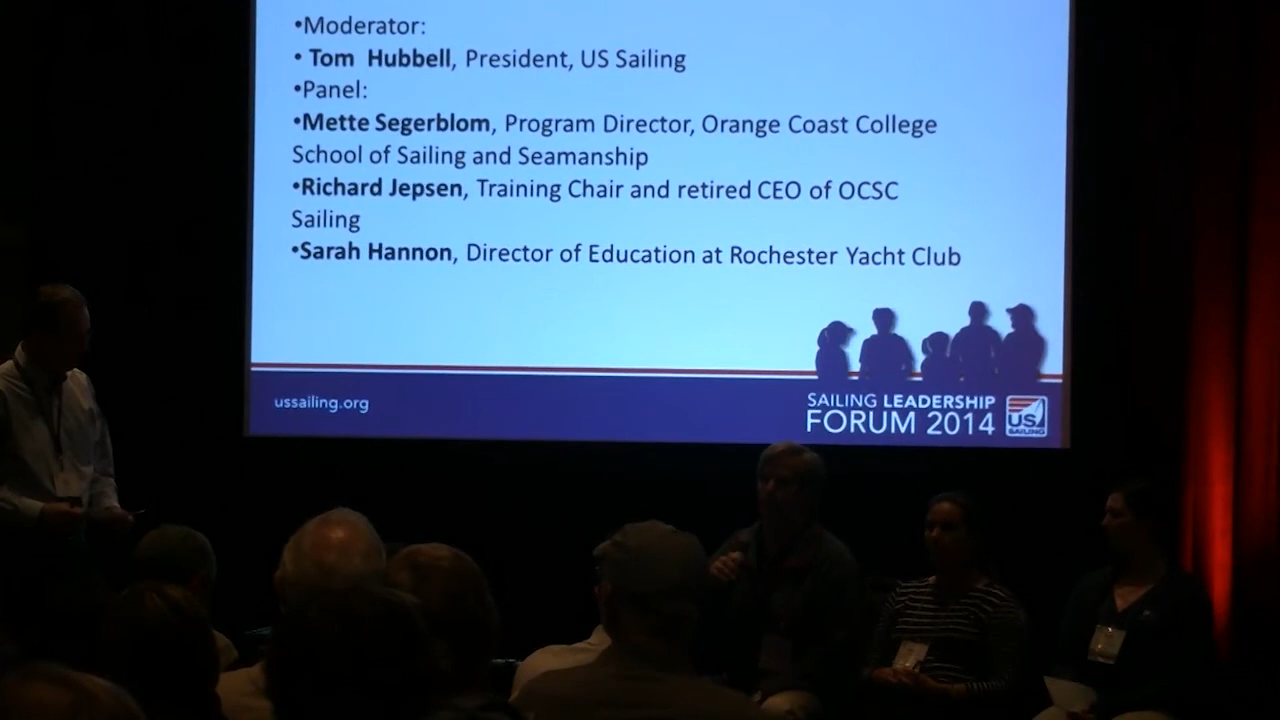 •Moderator:
• Tom Hubbell, President, US Sailing
•Panel:
•Mette Segerblom, Program Director, Orange Coast College
School of Sailing and Seamanship
•Richard Jepsen, Training Chair and retired CEO of OCSC
Sailing
•Sarah Hannon, Director of Education at Rochester Yacht Club
ussailing.org
SAILING LEADERSHIP
FORUM 2014
US
SAILING